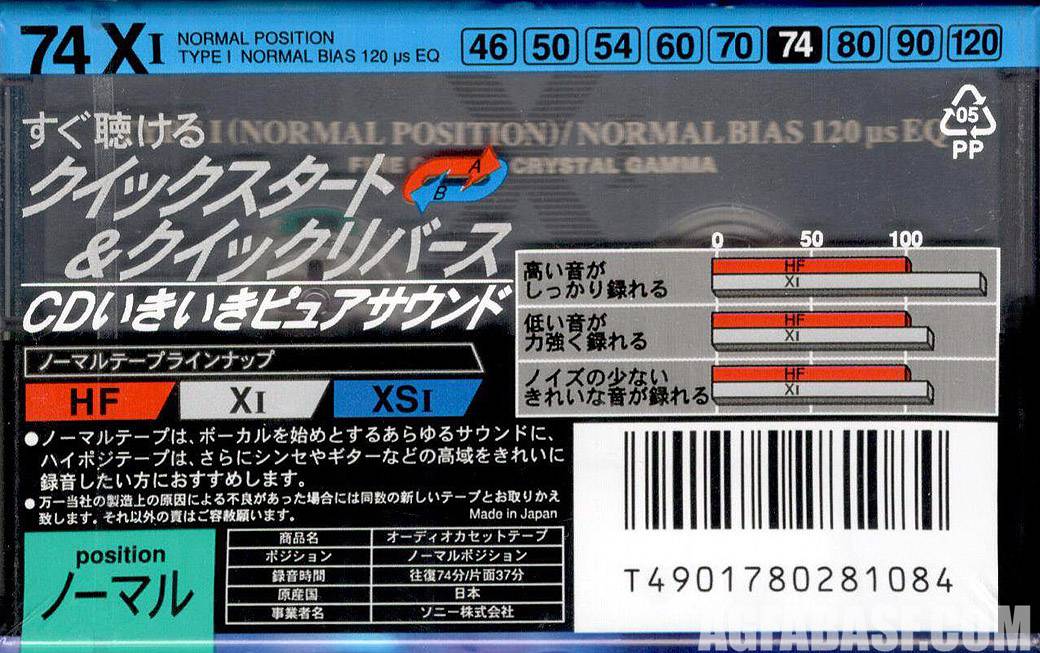 74 XI NORMAL POSITION
TYPE I NORMAL BIAS 120 µs EQ
46 50 54 60 70 74 80 90 120
I (NORMAL POSITION)/NORMAL BIAS 120 µs EQ
CRYSTAL GAMMA
05
PP
すぐ聴ける
クイックスタート
A
B
&クイックリバース
CDいきいきピュアサウンド
0 50 100
高い音が
しっかり録れる
HF
XI
低い音が
力強く録れる
HF
XI
ノイズの少ない
きれいな音が録れる
HF
XI
ノーマルテープラインナップ
HF XI XSI
●ノーマルテープは、ボーカルを始めとするあらゆるサウンドに、
ハイポジテープは、さらにシンセやギターなどの高域をきれいに
録音したい方におすすめします。
●万一当社の製造上の原因による不良があった場合には同数の新しいテープとお取りかえ
致します。それ以外の責はご容赦願います。
Made in Japan
position
ノーマル
商品名 オーディオカセットテープ
ポジション ノーマルポジション
録音時間 往復74分/片面37分
原産国 日本
事業者名 ソニー株式会社
T4901780281084
AGFABASF.COM